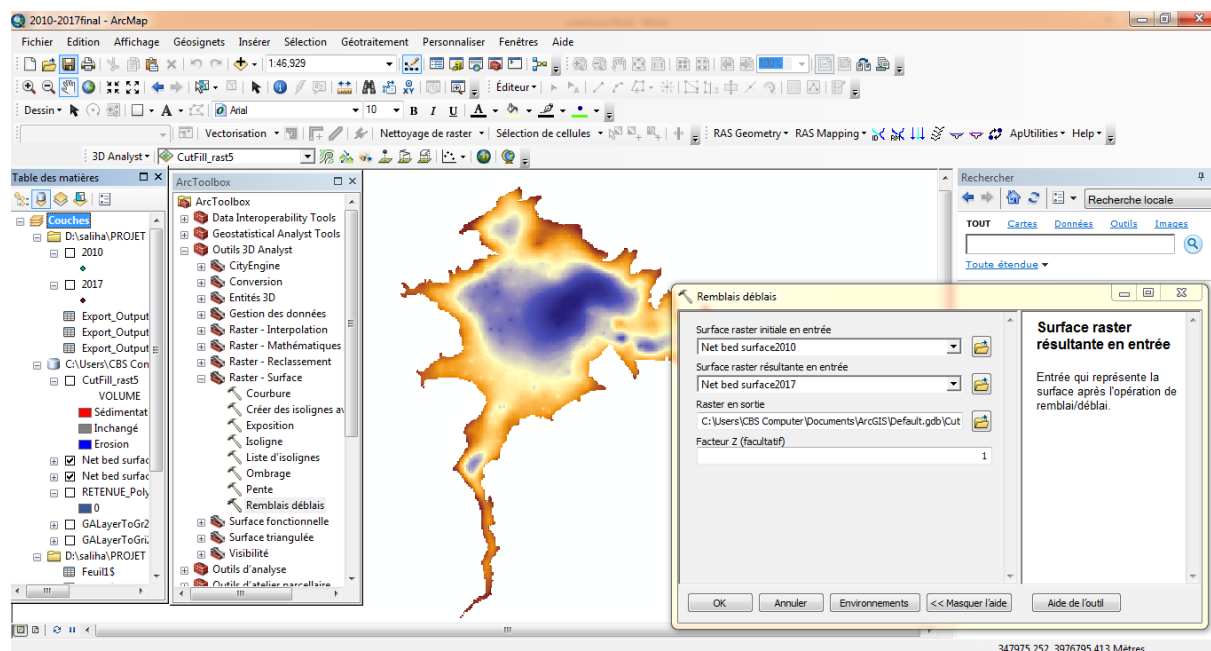 2010-2017final - ArcMap
Fichier Edition Affichage Géosignets Insérer Sélection Géotraitement Personnaliser Fenêtres Aide
1:46,929
100%
Éditeur
Dessin A Arial 10 B I U A
Vectorisation Nettoyage de raster Sélection de cellules RAS Geometry RAS Mapping ApUtilities Help
3D Analyst CutFill_rast5
Table des matières
Couches
D:\saliha\PROJET
2010
2017
Export_Output
Export_Output
Export_Output
C:\Users\CBS Con
CutFill_rast5
VOLUME
Sédimentat
Inchangé
Erosion
Net bed surfac
Net bed surfac
RETENUE_Poly
0
GALayerToGr2
GALayerToGri
D:\saliha\PROJET
Feuil1$
ArcToolbox
ArcToolbox
Data Interoperability Tools
Geostatistical Analyst Tools
Outils 3D Analyst
CityEngine
Conversion
Entités 3D
Gestion des données
Raster - Interpolation
Raster - Mathématiques
Raster - Reclassement
Raster - Surface
Courbure
Créer des isolignes av
Exposition
Isoligne
Liste d'isolignes
Ombrage
Pente
Remblais déblais
Surface fonctionnelle
Surface triangulée
Visibilité
Outils d'analyse
Outils d'atelier parcellaire
Rechercher
Recherche locale
TOUT Cartes Données Outils Images
Toute étendue
Remblais déblais
Surface raster initiale en entrée
Net bed surface2010
Surface raster résultante en entrée
Net bed surface2017
Raster en sortie
C:\Users\CBS Computer\Documents\ArcGIS\Default.gdb\Cut
Facteur Z (facultatif)
1
Surface raster
résultante en entrée
Entrée qui représente la
surface après l'opération de
remblai/déblai.
OK Annuler Environnements << Masquer l'aide Aide de l'outil
347975,252 3976795,413 Mètres